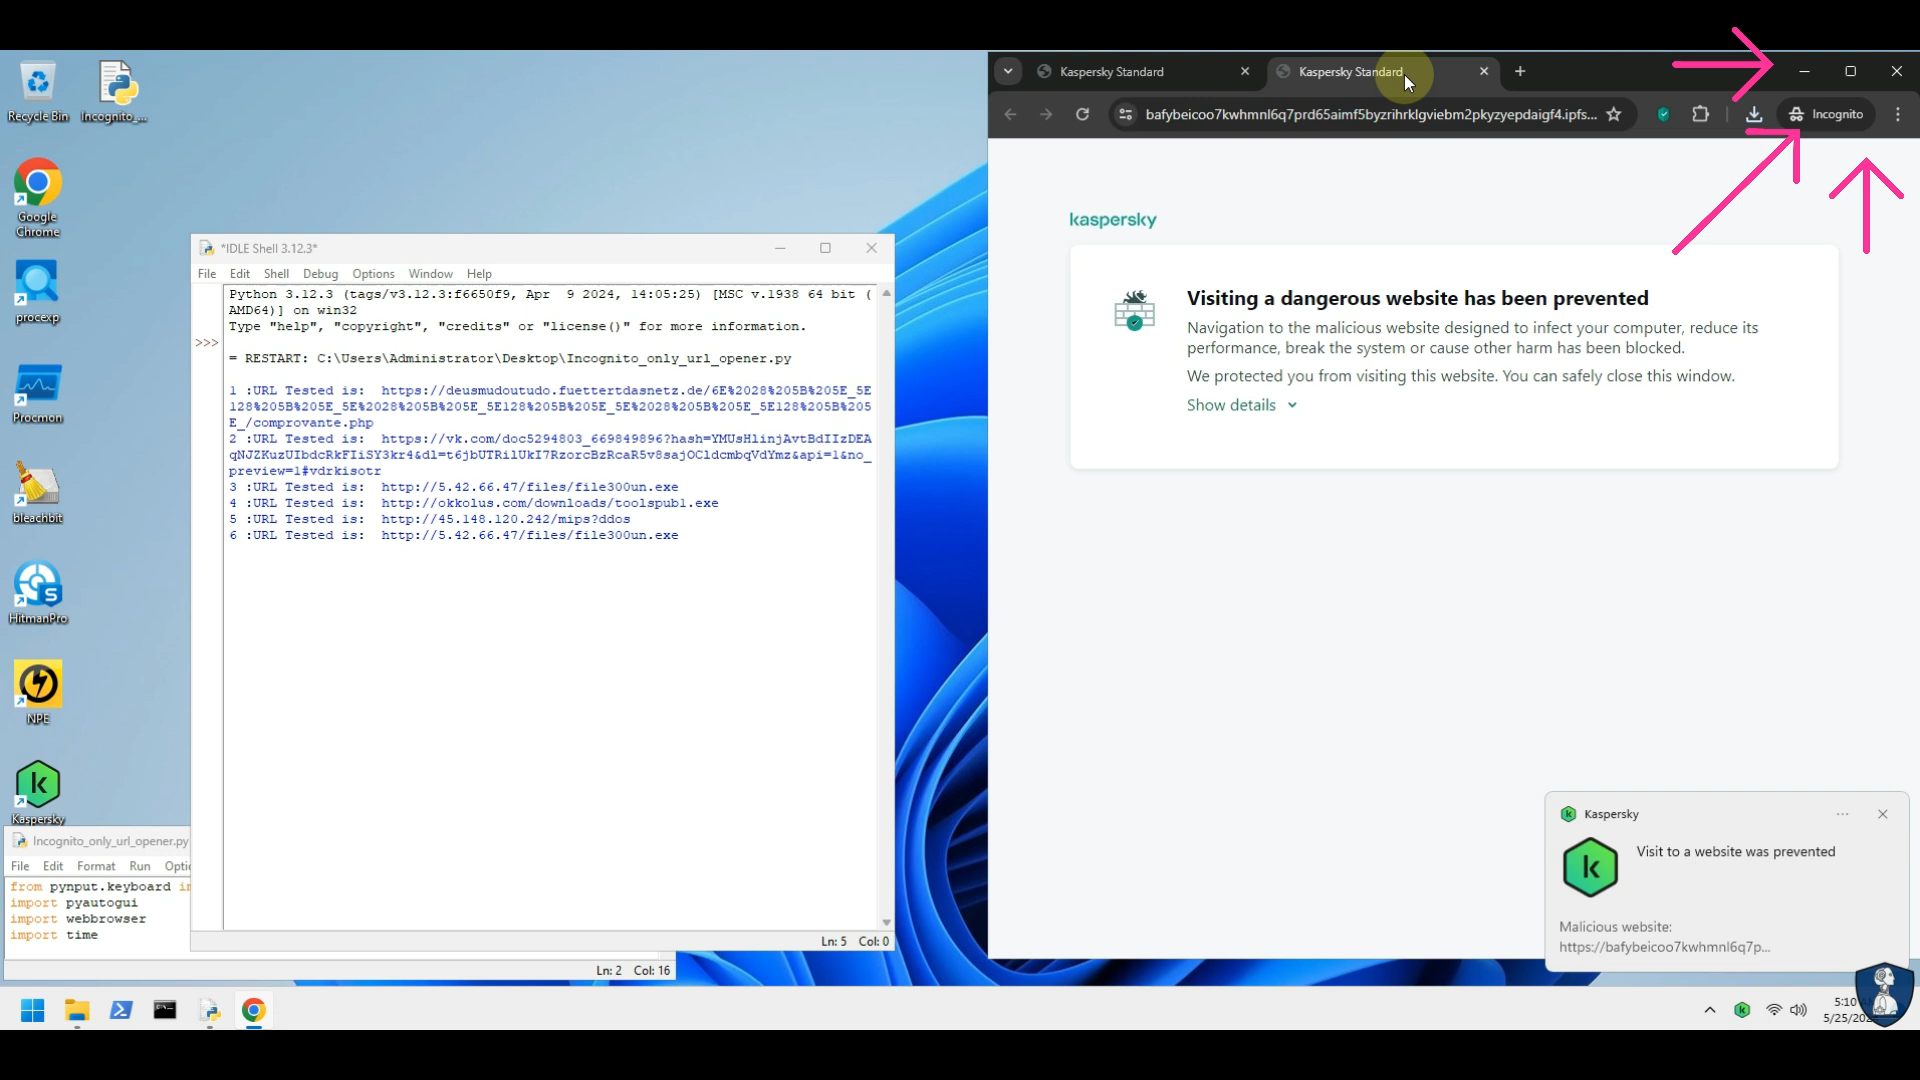 Recycle Bin
Incognito_...
Google
Chrome
procexp
Procmon
bleachbit
HitmanPro
NPE
Kaspersky
*IDLE Shell 3.12.3*
File Edit Shell Debug Options Window Help
Python 3.12.3 (tags/v3.12.3:f6650f9, Apr  9 2024, 14:05:25) [MSC v.1938 64 bit (
AMD64)] on win32
Type "help", "copyright", "credits" or "license()" for more information.
>>>
= RESTART: C:\Users\Administrator\Desktop\Incognito_only_url_opener.py
1 :URL Tested is:  https://deusmudoutudo.fuettertdasnetz.de/6E%2028%205B%205E_5E
128%205B%205E_5E%2028%205B%205E_5E128%205B%205E_5E%2028%205B%205E_5E128%205B%205
E_/comprovante.php
2 :URL Tested is:  https://vk.com/doc5294803_669849896?hash=YMUsHlinjAvtBdIIzDEA
qNJZKuzUIbdcRkFIiSY3kr4&dl=t6jbUTRilUkI7RzorcBzRcaR5v8sajOCldcmbqVdYmz&api=1&no_
preview=1#vdrkisotr
3 :URL Tested is:  http://5.42.66.47/files/file300un.exe
4 :URL Tested is:  http://okkolus.com/downloads/toolspub1.exe
5 :URL Tested is:  http://45.148.120.242/mips?ddos
6 :URL Tested is:  http://5.42.66.47/files/file300un.exe
Ln: 5 Col: 0
Incognito_only_url_opener.py
File Edit Format Run Optic
from pynput.keyboard in
import pyautogui
import webbrowser
import time
Ln: 2 Col: 16
Kaspersky Standard
Kaspersky Standard
bafybeicoo7kwhmnl6q7prd65aimf5byzrihrklgviebm2pkyzyepdaigf4.ipfs...
Incognito
kaspersky
Visiting a dangerous website has been prevented
Navigation to the malicious website designed to infect your computer, reduce its
performance, break the system or cause other harm has been blocked.
We protected you from visiting this website. You can safely close this window.
Show details
Kaspersky
Visit to a website was prevented
Malicious website:
https://bafybeicoo7kwhmnl6q7p...
5:10
5/25/202